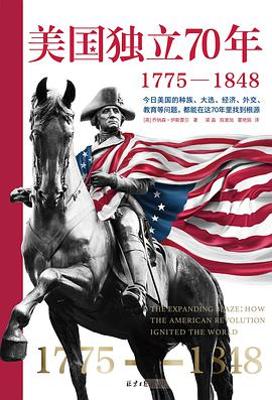 美国独立70年
1775—1848
今日美国的种族、大选、经济、外交、
教育等问题,都能在这70年里找到根源
THE EXPANDING BLAZE: HOW
THE AMERICAN REVOLUTION
IGNITED THE WORLD
1775——1848